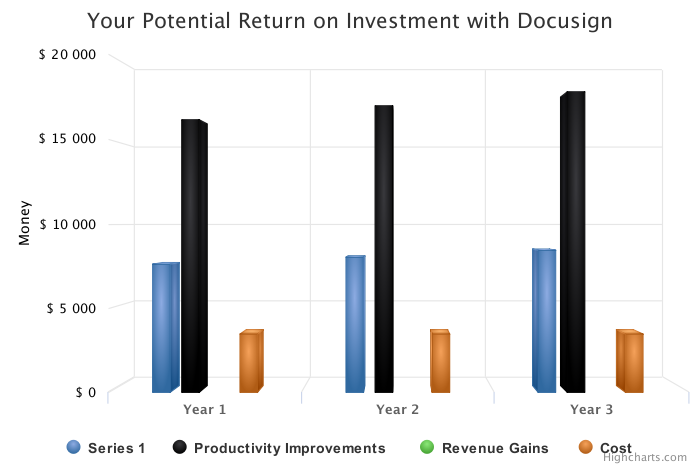 Your Potential Return on Investment with Docusign
$ 20 000
$ 15 000
$ 10 000
$ 5 000
$ 0
Money
Year 1 Year 2 Year 3
Series 1 Productivity Improvements Revenue Gains Cost
Highcharts.com